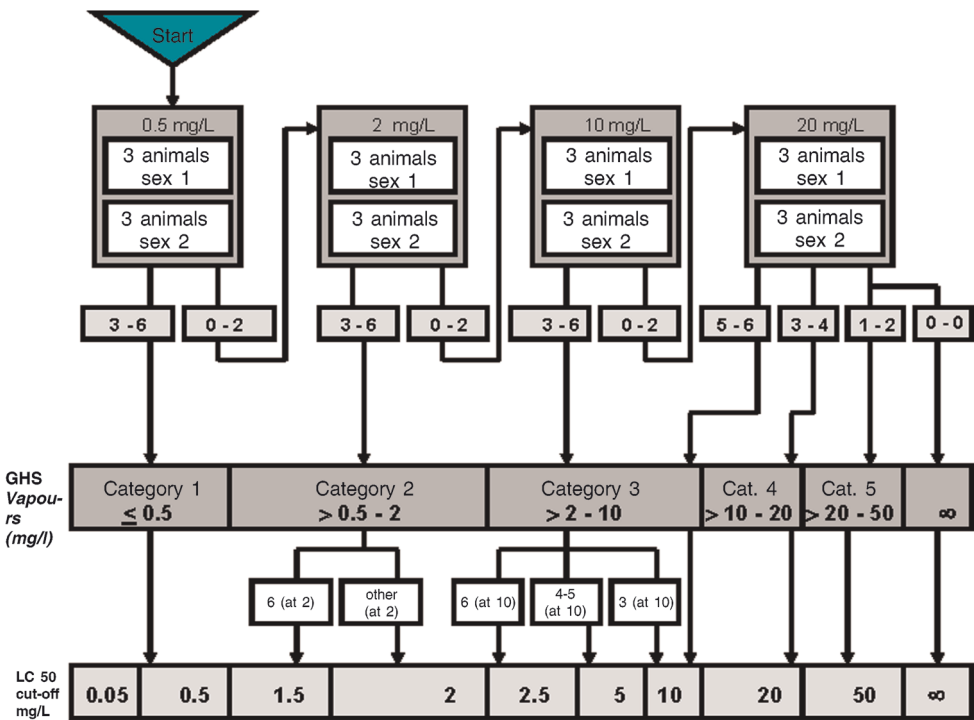 Start
0.5 mg/L
3 animals
sex 1
3 animals
sex 2
2 mg/L
3 animals
sex 1
3 animals
sex 2
10 mg/L
3 animals
sex 1
3 animals
sex 2
20 mg/L
3 animals
sex 1
3 animals
sex 2
3 - 6
0 - 2
3 - 6
0 - 2
3 - 6
0 - 2
5 - 6
3 - 4
1 - 2
0 - 0
GHS
Vapou-
rs
(mg/l)
Category 1
≤ 0.5
Category 2
> 0.5 - 2
Category 3
> 2 - 10
Cat. 4
> 10 - 20
Cat. 5
> 20 - 50
∞
6 (at 2)
other
(at 2)
6 (at 10)
4-5
(at 10)
3 (at 10)
LC 50
cut-off
mg/L
0.05
0.5
1.5
2
2.5
5
10
20
50
∞